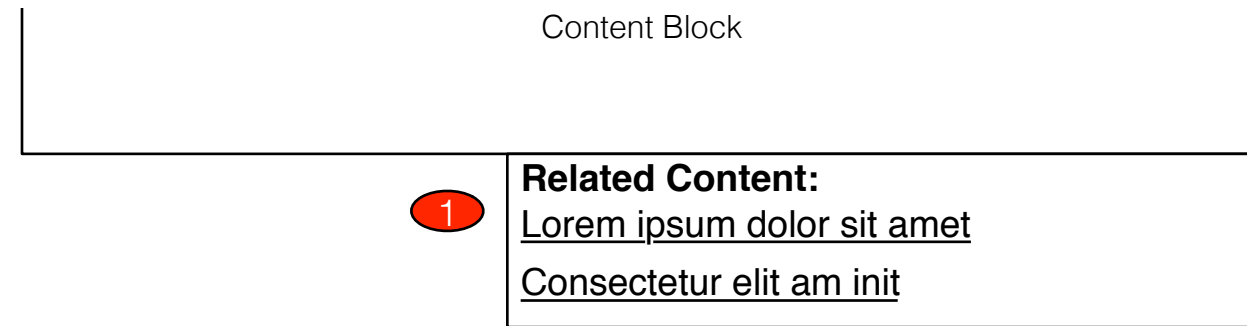 Content Block
Related Content:
1
Lorem ipsum dolor sit amet
Consectetur elit am init